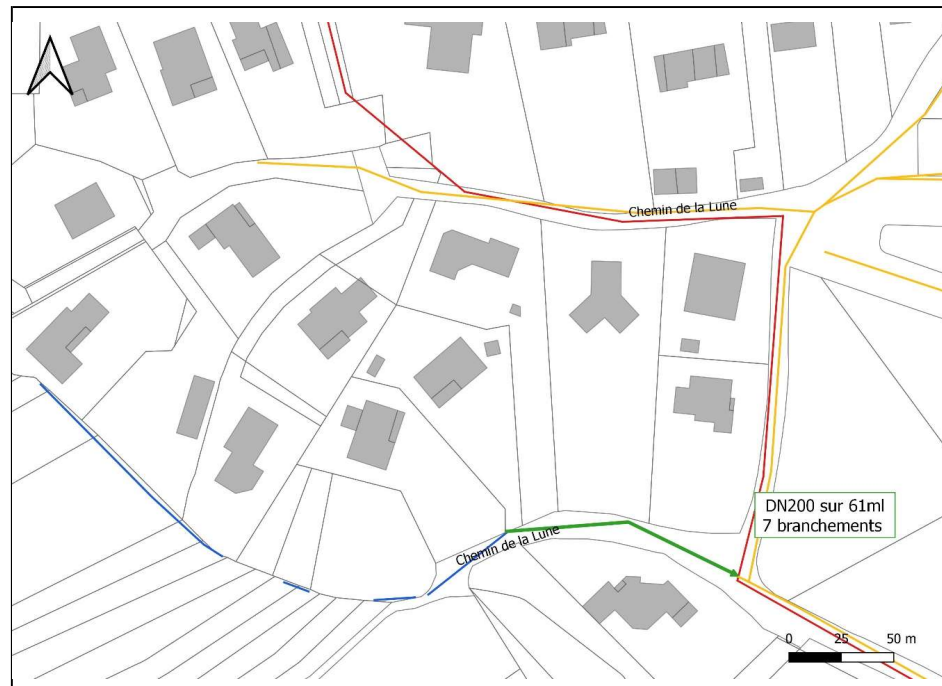 Chemin de la Lune
DN200 sur 61ml
7 branchements
Chemin de la Lune
0 25 50 m